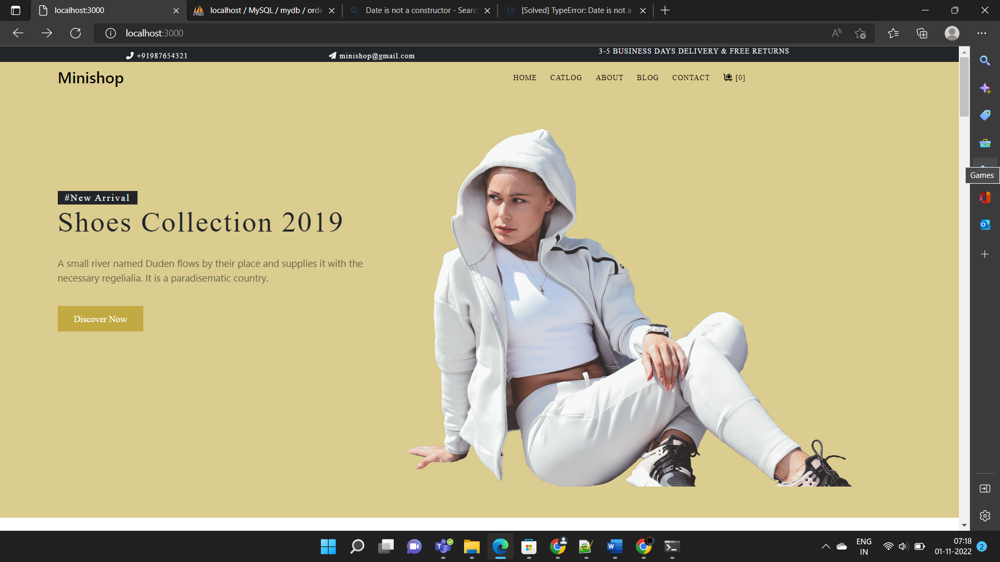 localhost:3000
localhost / MySQL / mydb / orde
Date is not a constructor - Searc
[Solved] TypeError: Date is not a
localhost:3000
+91987654321
minishop@gmail.com
3-5 BUSINESS DAYS DELIVERY & FREE RETURNS
Minishop
HOME
CATLOG
ABOUT
BLOG
CONTACT
[0]
Games
#New Arrival
Shoes Collection 2019
A small river named Duden flows by their place and supplies it with the
necessary regelialia. It is a paradisematic country.
Discover Now
ENG
IN
07:18
01-11-2022
2